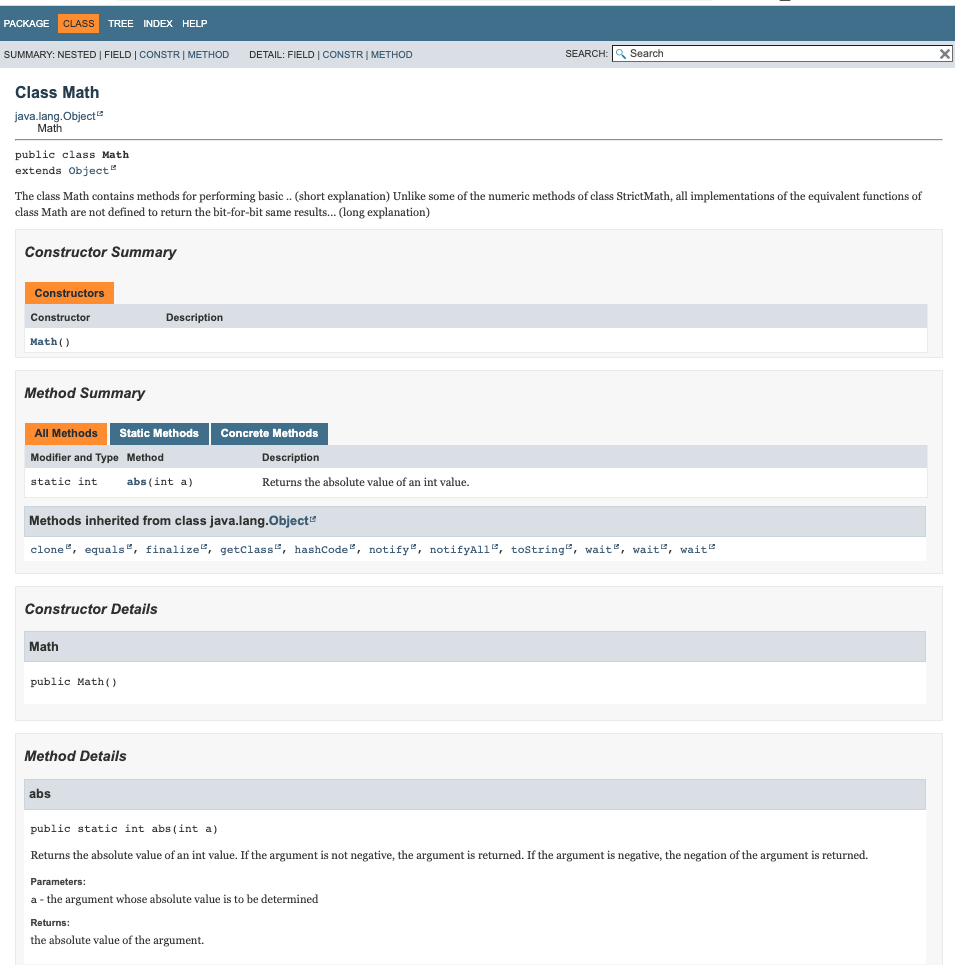 PACKAGE CLASS TREE INDEX HELP
SUMMARY: NESTED | FIELD | CONSTR | METHOD DETAIL: FIELD | CONSTR | METHOD SEARCH: Search
Class Math
java.lang.Object
Math
public class Math
extends Object
The class Math contains methods for performing basic .. (short explanation) Unlike some of the numeric methods of class StrictMath, all implementations of the equivalent functions of
class Math are not defined to return the bit-for-bit same results... (long explanation)
Constructor Summary
Constructors
Constructor Description
Math()
Method Summary
All Methods Static Methods Concrete Methods
Modifier and Type Method Description
static int abs(int a) Returns the absolute value of an int value.
Methods inherited from class java.lang.Object
clone, equals, finalize, getClass, hashCode, notify, notifyAll, toString, wait, wait, wait
Constructor Details
Math
public Math()
Method Details
abs
public static int abs(int a)
Returns the absolute value of an int value. If the argument is not negative, the argument is returned. If the argument is negative, the negation of the argument is returned.
Parameters:
a - the argument whose absolute value is to be determined
Returns:
the absolute value of the argument.